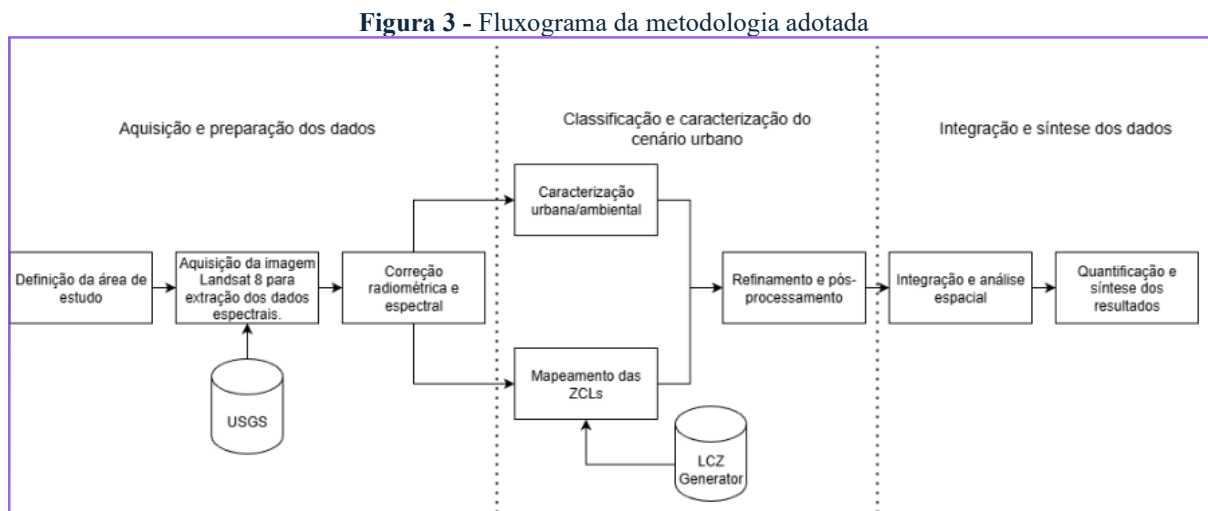 Figura 3 - Fluxograma da metodologia adotada
Aquisição e preparação dos dados
Classificação e caracterização do
cenário urbano
Integração e síntese dos dados
Definição da área de
estudo
Aquisição da imagem
Landsat 8 para
extração dos dados
espectrais.
USGS
Correção
radiométrica e
espectral
Caracterização
urbana/ambiental
Mapeamento das
ZCLs
LCZ
Generator
Refinamento e pós-
processamento
Integração e análise
espacial
Quantificação e
síntese dos
resultados